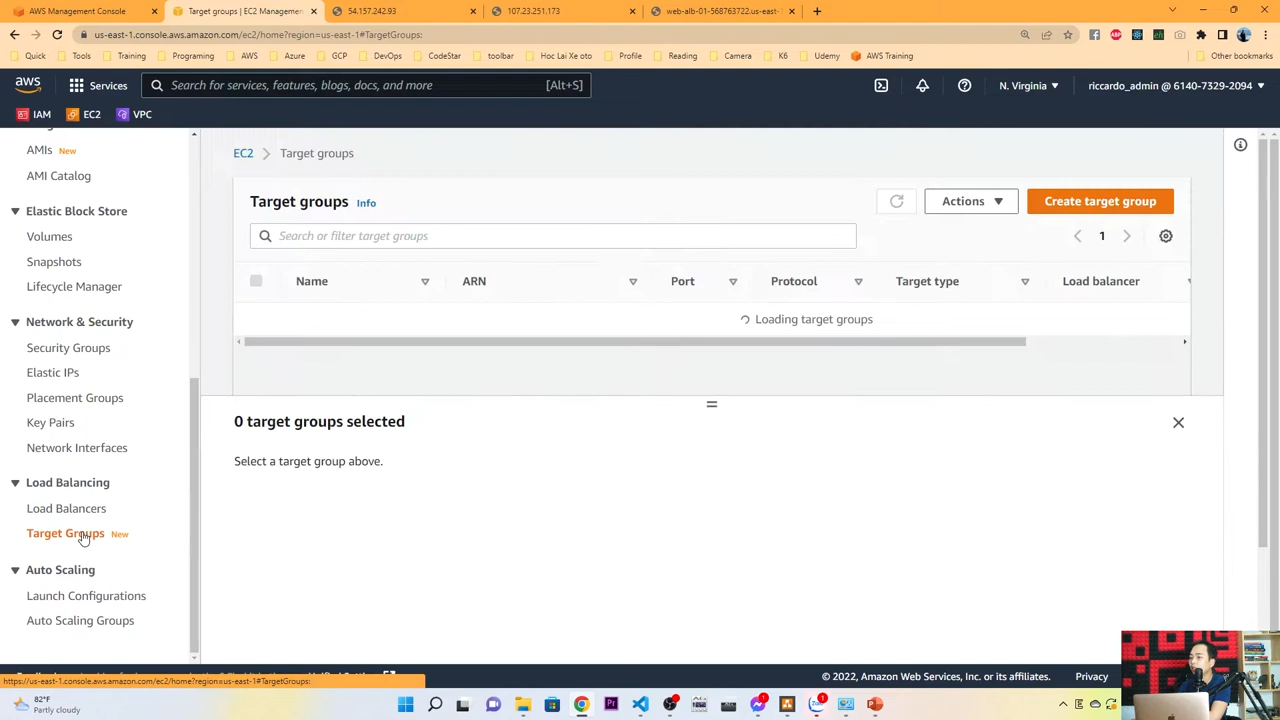 AWS Management Console
Target groups | EC2 Managemen
54.157.242.93
107.23.251.173
web-alb-01-568763722.us-east-1
us-east-1.console.aws.amazon.com/ec2/home?region=us-east-1#TargetGroups:
Quick
Tools
Training
Programing
AWS
Azure
GCP
DevOps
CodeStar
infrastructure
Hoc Lai Xe oto
Profile
Reading
Camera
K6
Udemy
AWS Training
Other bookmarks
aws
Services
Search for services, features, blogs, docs, and more
[Alt+S]
N. Virginia
riccardo_admin @ 6140-7329-2094
IAM
EC2
VPC
AMIs New
AMI Catalog
Elastic Block Store
Volumes
Snapshots
Lifecycle Manager
Network & Security
Security Groups
Elastic IPs
Placement Groups
Key Pairs
Network Interfaces
Load Balancing
Load Balancers
Target Groups New
Auto Scaling
Launch Configurations
Auto Scaling Groups
EC2
Target groups
Target groups Info
Actions
Create target group
Search or filter target groups
1
Name
ARN
Port
Protocol
Target type
Load balancer
Loading target groups
0 target groups selected
Select a target group above.
https://us-east-1.console.aws.amazon.com/ec2/home?region=us-east-1#TargetGroups:
© 2022, Amazon Web Services, Inc. or its affiliates.
Privacy
82°F
Partly cloudy